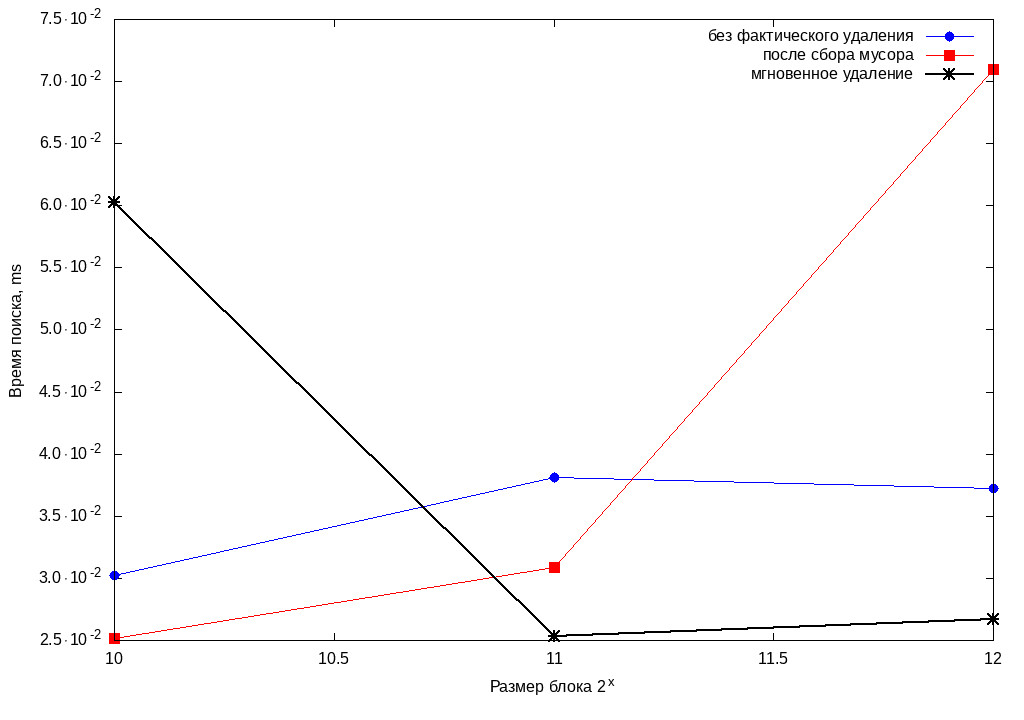 7.5·10⁻²
7.0·10⁻²
6.5·10⁻²
6.0·10⁻²
5.5·10⁻²
5.0·10⁻²
4.5·10⁻²
4.0·10⁻²
3.5·10⁻²
3.0·10⁻²
2.5·10⁻²
Время поиска, ms
без фактического удаления
после сбора мусора
мгновенное удаление
10 10.5 11 11.5 12
Размер блока 2ˣ